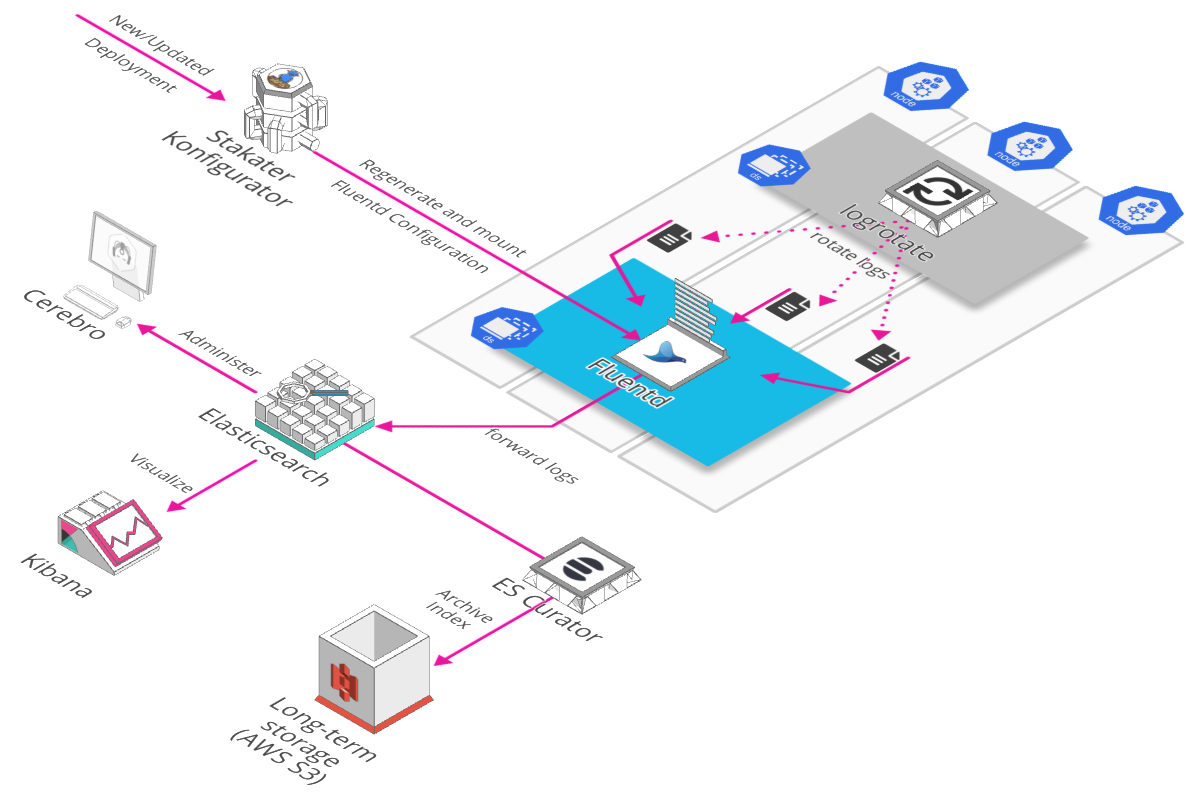 New/Updated
Deployment
Stakater
Konfigurator
Regenerate and mount
Fluentd Configuration
node
node
node
ds
logrotate
rotate logs
ds
Fluentd
forward logs
Cerebro
Administer
Elasticsearch
Visualize
Kibana
ES Curator
Archive
Index
Long-term
storage
(AWS S3)